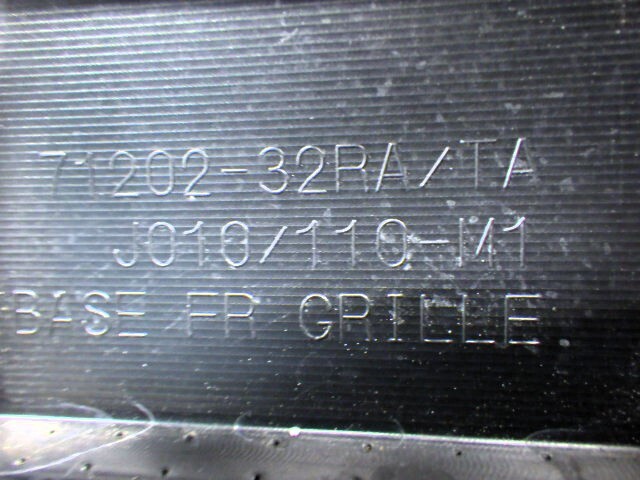 71202-32RA/TA
J010/110-M1
BASE FR GRILLE